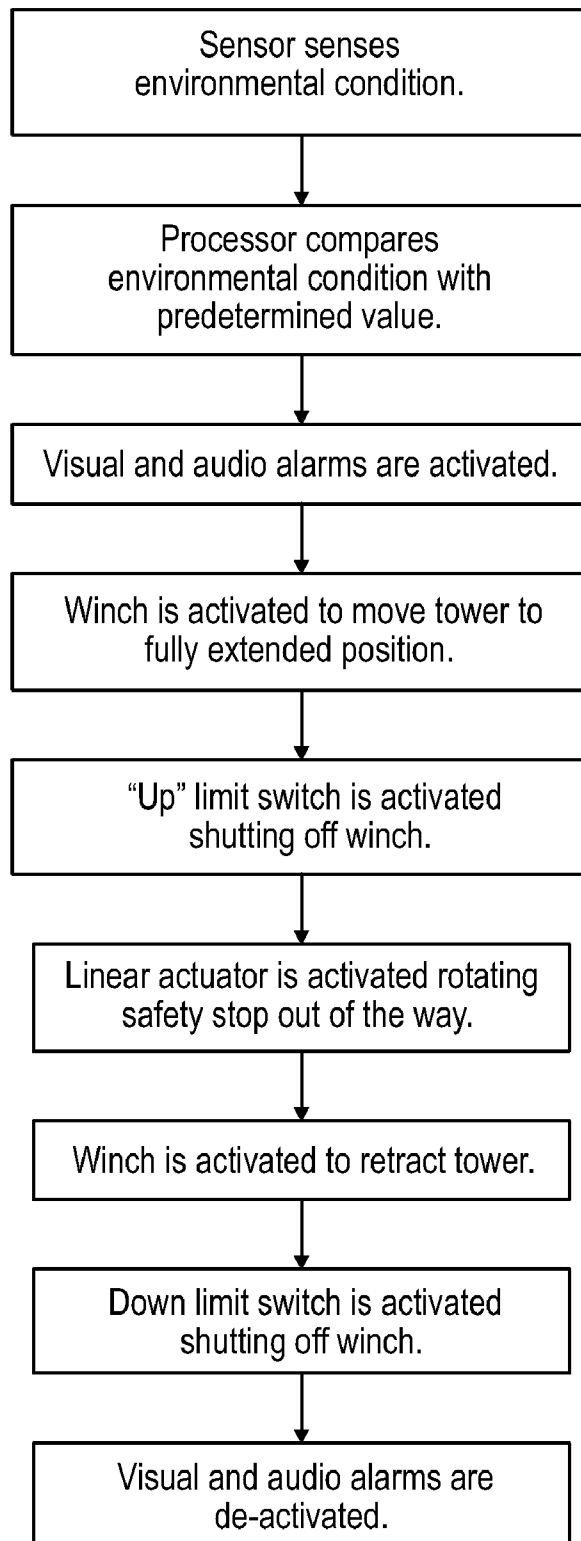 Sensor senses
environmental condition.
Processor compares
environmental condition with
predetermined value.
Visual and audio alarms are activated.
Winch is activated to move tower to
fully extended position.
“Up” limit switch is activated
shutting off winch.
Linear actuator is activated rotating
safety stop out of the way.
Winch is activated to retract tower.
Down limit switch is activated
shutting off winch.
Visual and audio alarms are
de-activated.